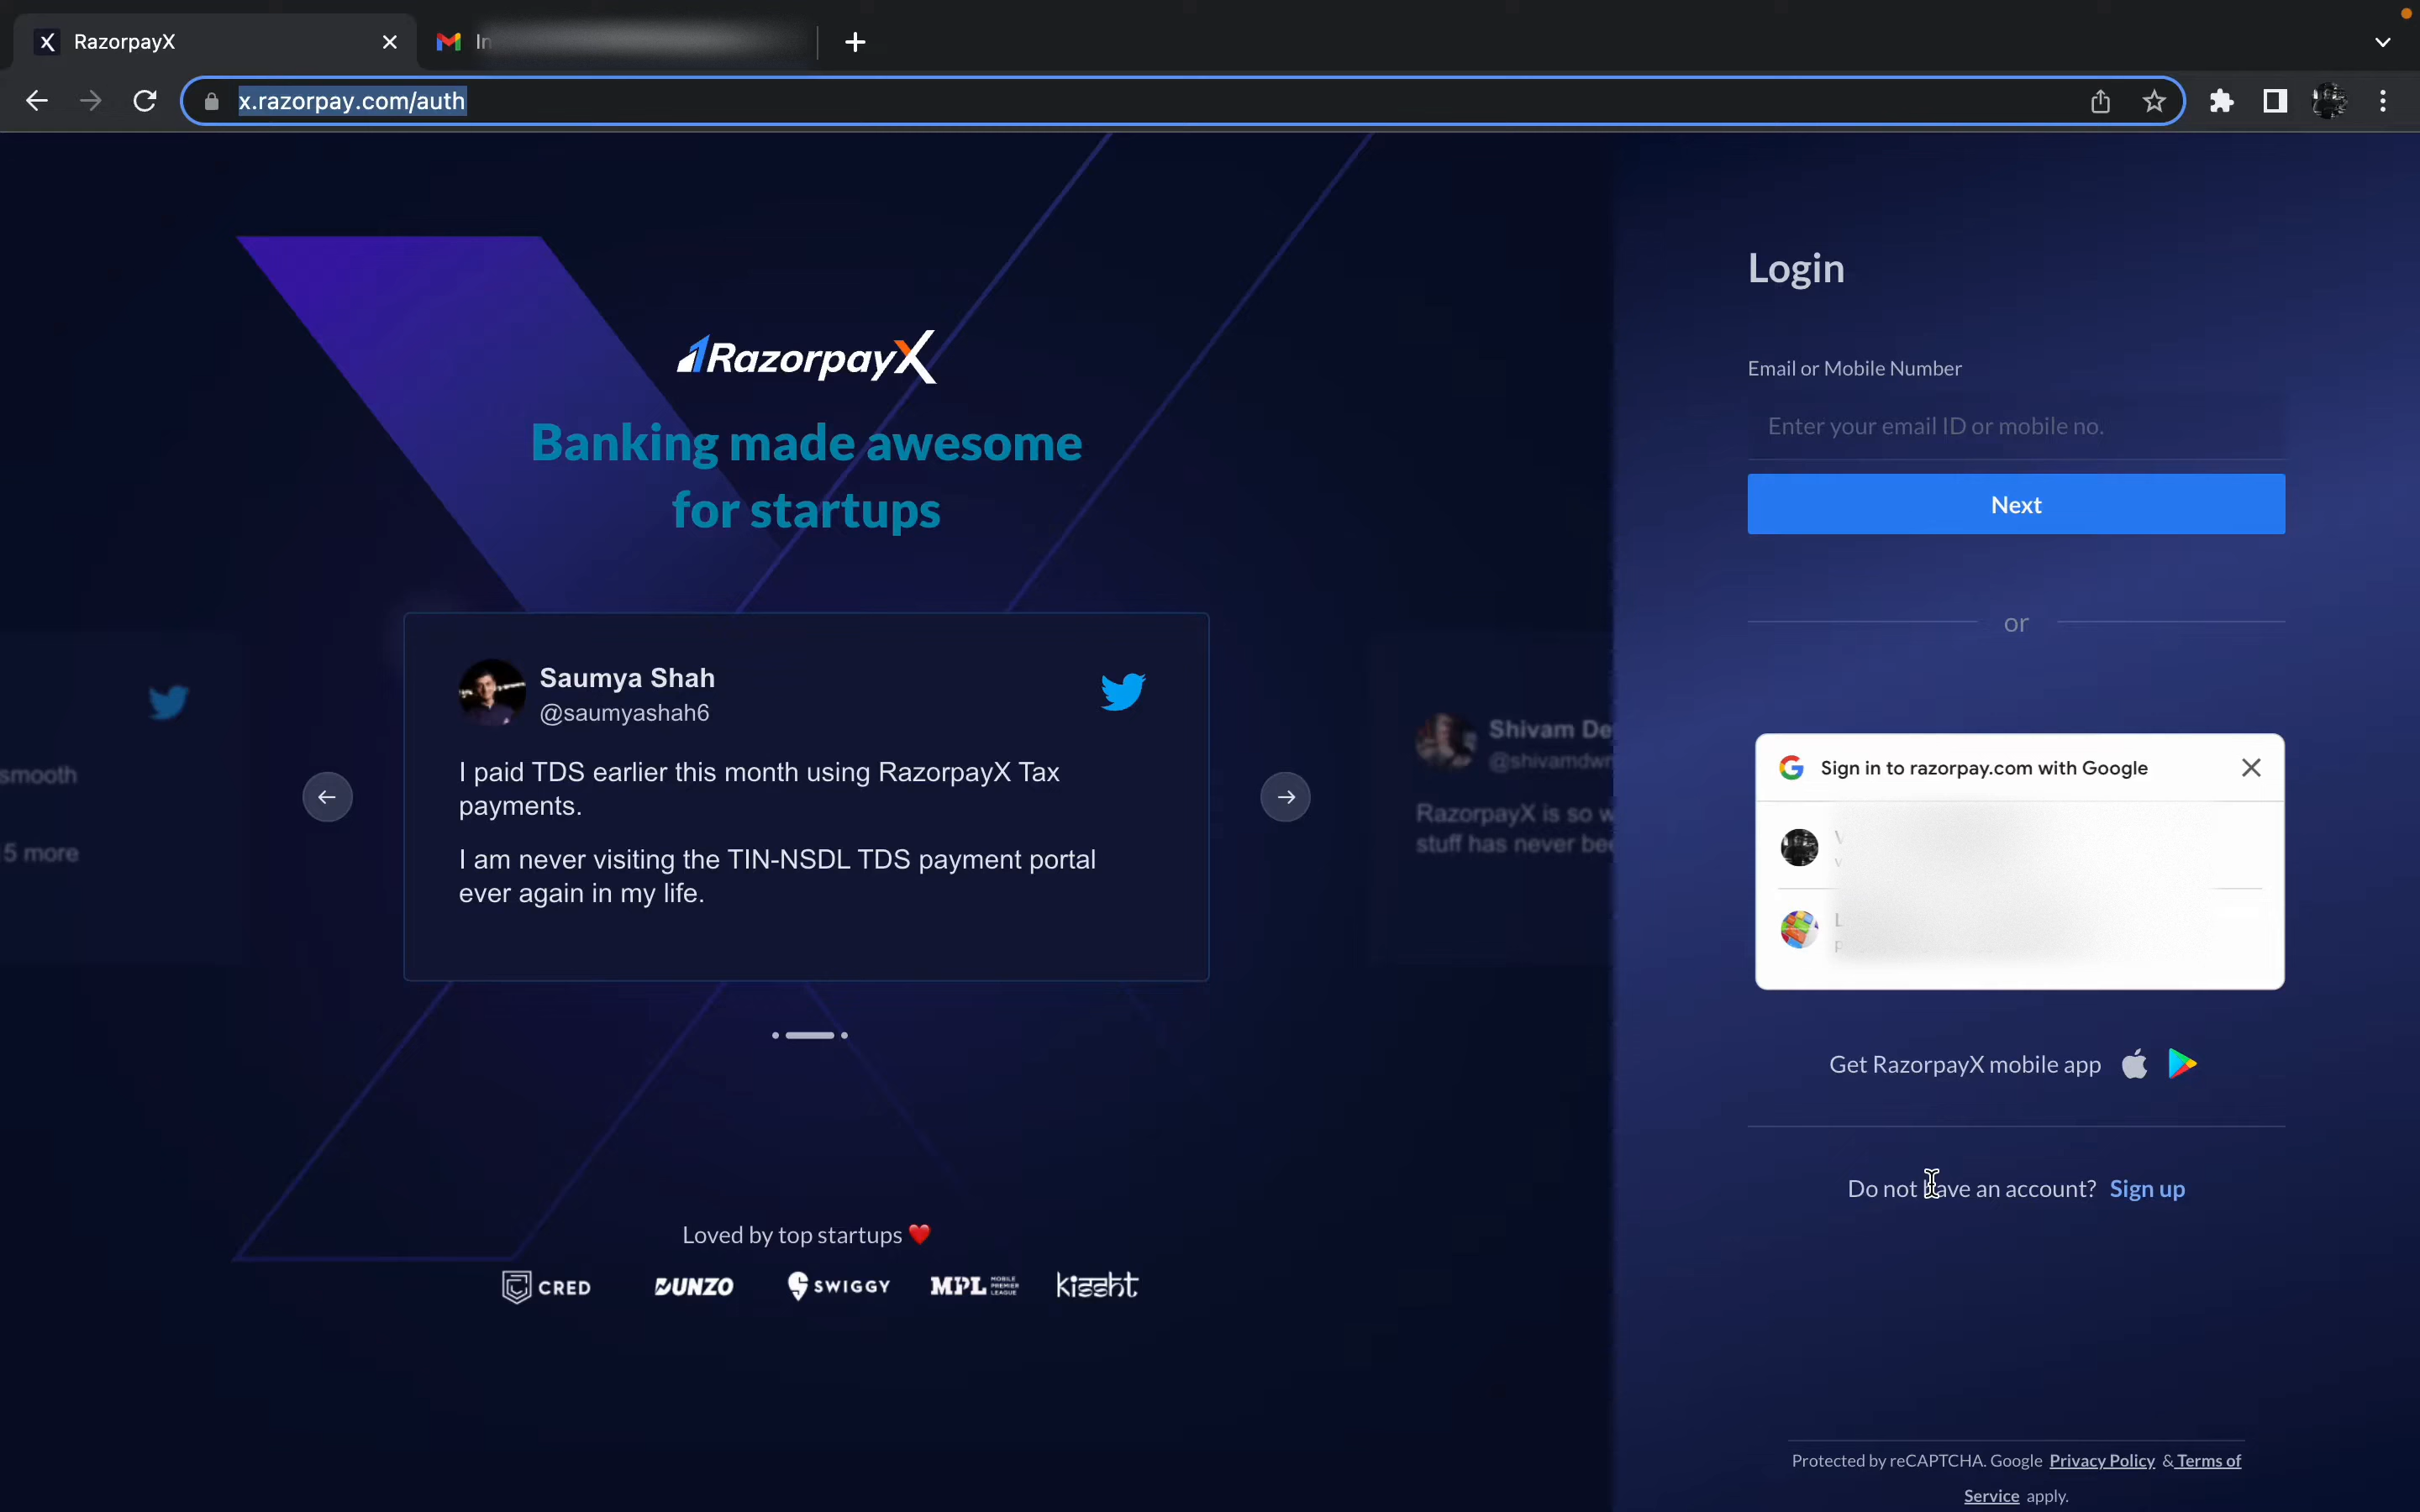 RazorpayX
x.razorpay.com/auth
RazorpayX
Banking made awesome
for startups
smooth
5 more
Saumya Shah
@saumyashah6
I paid TDS earlier this month using RazorpayX Tax
payments.
I am never visiting the TIN-NSDL TDS payment portal
ever again in my life.
Shivam De
@shivamdwr
RazorpayX is so w
stuff has never be
Loved by top startups
CRED
DUNZO
SWIGGY
MPL MOBILE PREMIER LEAGUE
kissht
Login
Email or Mobile Number
Enter your email ID or mobile no.
Next
or
Sign in to razorpay.com with Google
Get RazorpayX mobile app
Do not have an account? Sign up
Protected by reCAPTCHA. Google Privacy Policy & Terms of
Service apply.